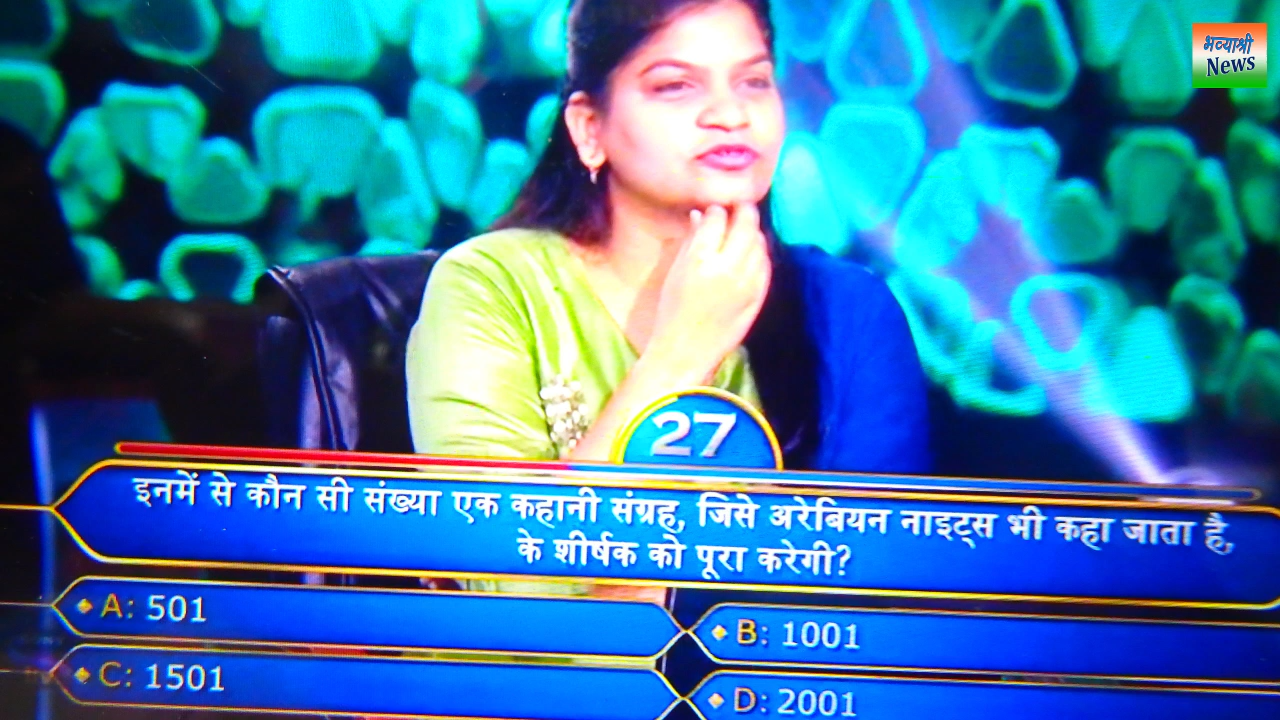 भव्याश्री
News
27
इनमें से कौन सी संख्या एक कहानी संग्रह, जिसे अरेबियन नाइट्स भी कहा जाता है,
के शीर्षक को पूरा करेगी?
A: 501
B: 1001
C: 1501
D: 2001